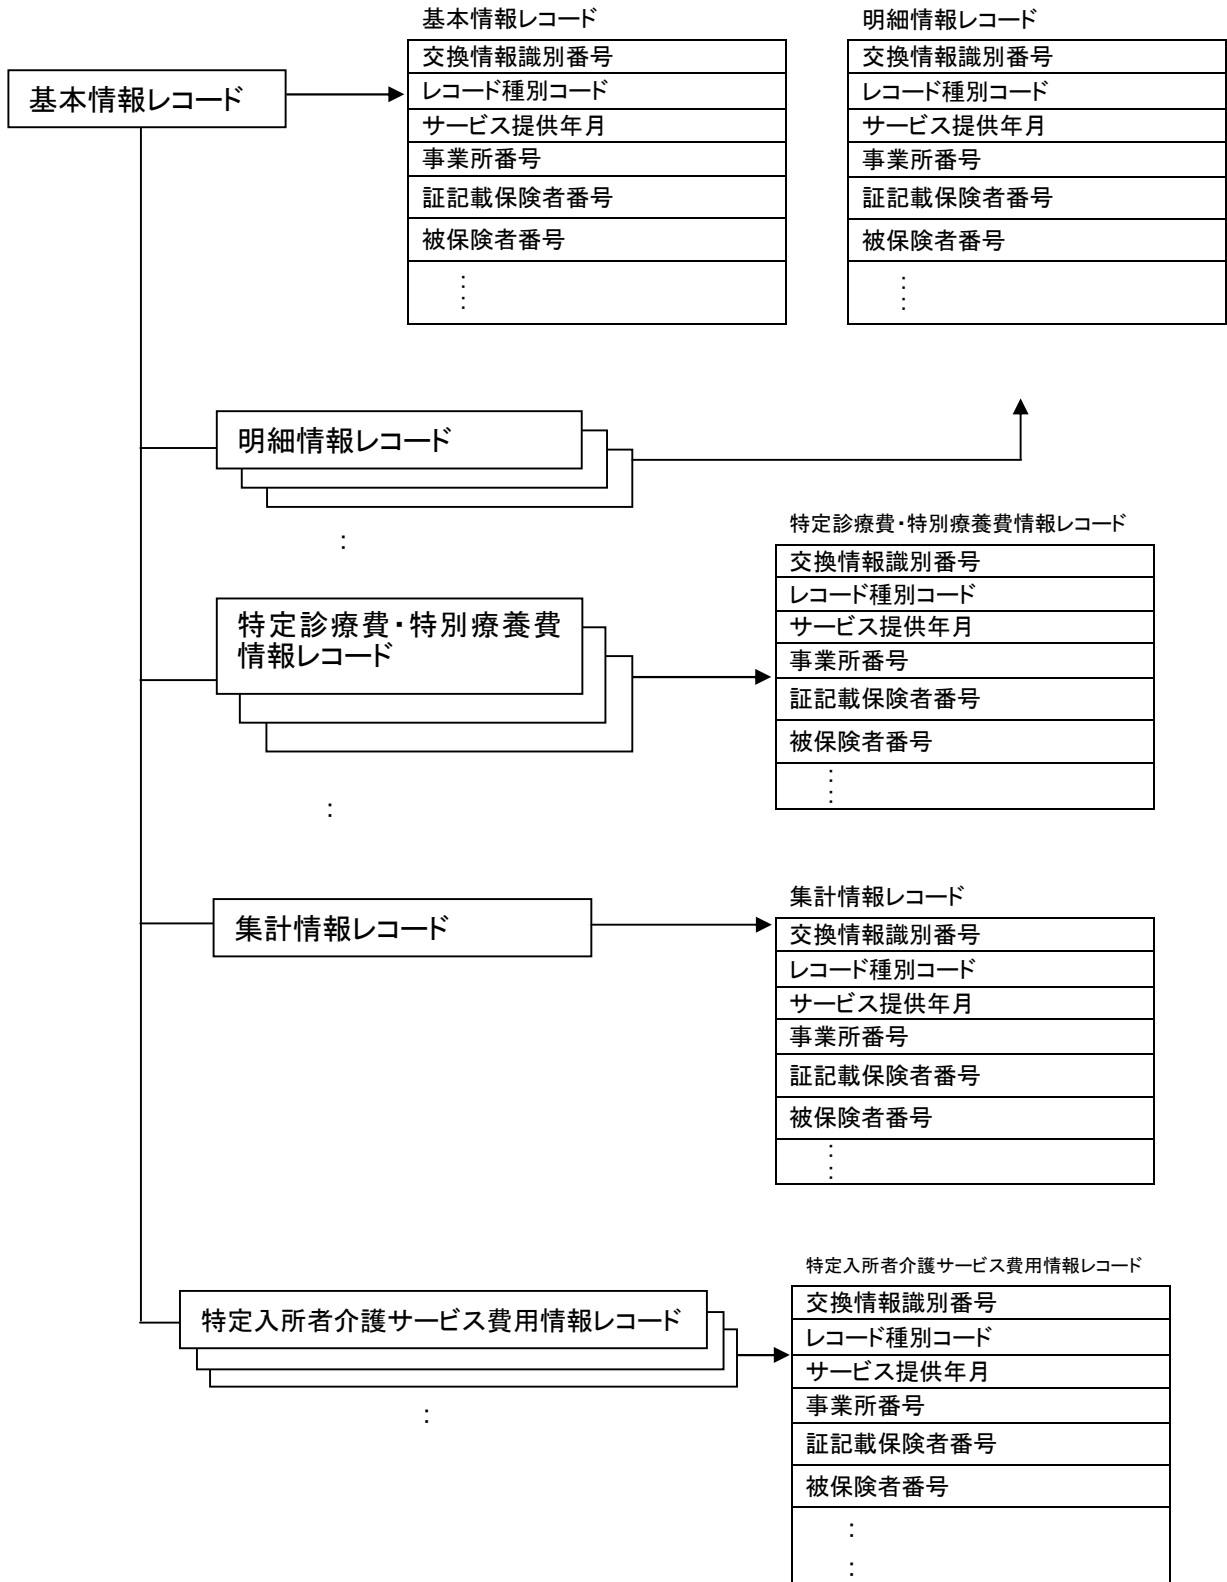 基本情報レコード
基本情報レコード
交換情報識別番号
レコード種別コード
サービス提供年月
事業所番号
証記載保険者番号
被保険者番号
:
:
明細情報レコード
交換情報識別番号
レコード種別コード
サービス提供年月
事業所番号
証記載保険者番号
被保険者番号
:
:
明細情報レコード
:
特定診療費・特別療養費
情報レコード
:
特定診療費・特別療養費情報レコード
交換情報識別番号
レコード種別コード
サービス提供年月
事業所番号
証記載保険者番号
被保険者番号
:
:
集計情報レコード
集計情報レコード
交換情報識別番号
レコード種別コード
サービス提供年月
事業所番号
証記載保険者番号
被保険者番号
:
:
特定入所者介護サービス費用情報レコード
:
特定入所者介護サービス費用情報レコード
交換情報識別番号
レコード種別コード
サービス提供年月
事業所番号
証記載保険者番号
被保険者番号
:
: